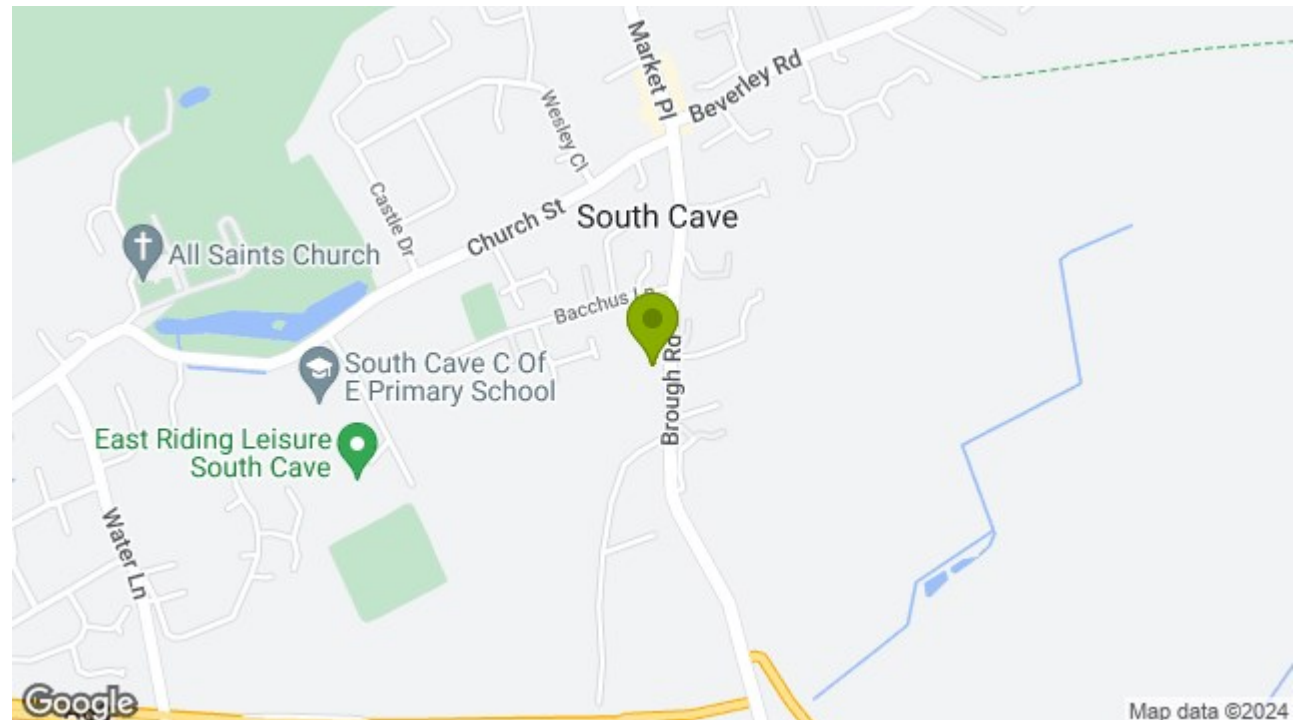 Market Pl
Beverley Rd
Wesley Cl
Castle Dr
Church St
South Cave
All Saints Church
Bacchus Ln
South Cave C Of
E Primary School
Brough Rd
East Riding Leisure
South Cave
Water Ln
Google
Map data ©2024